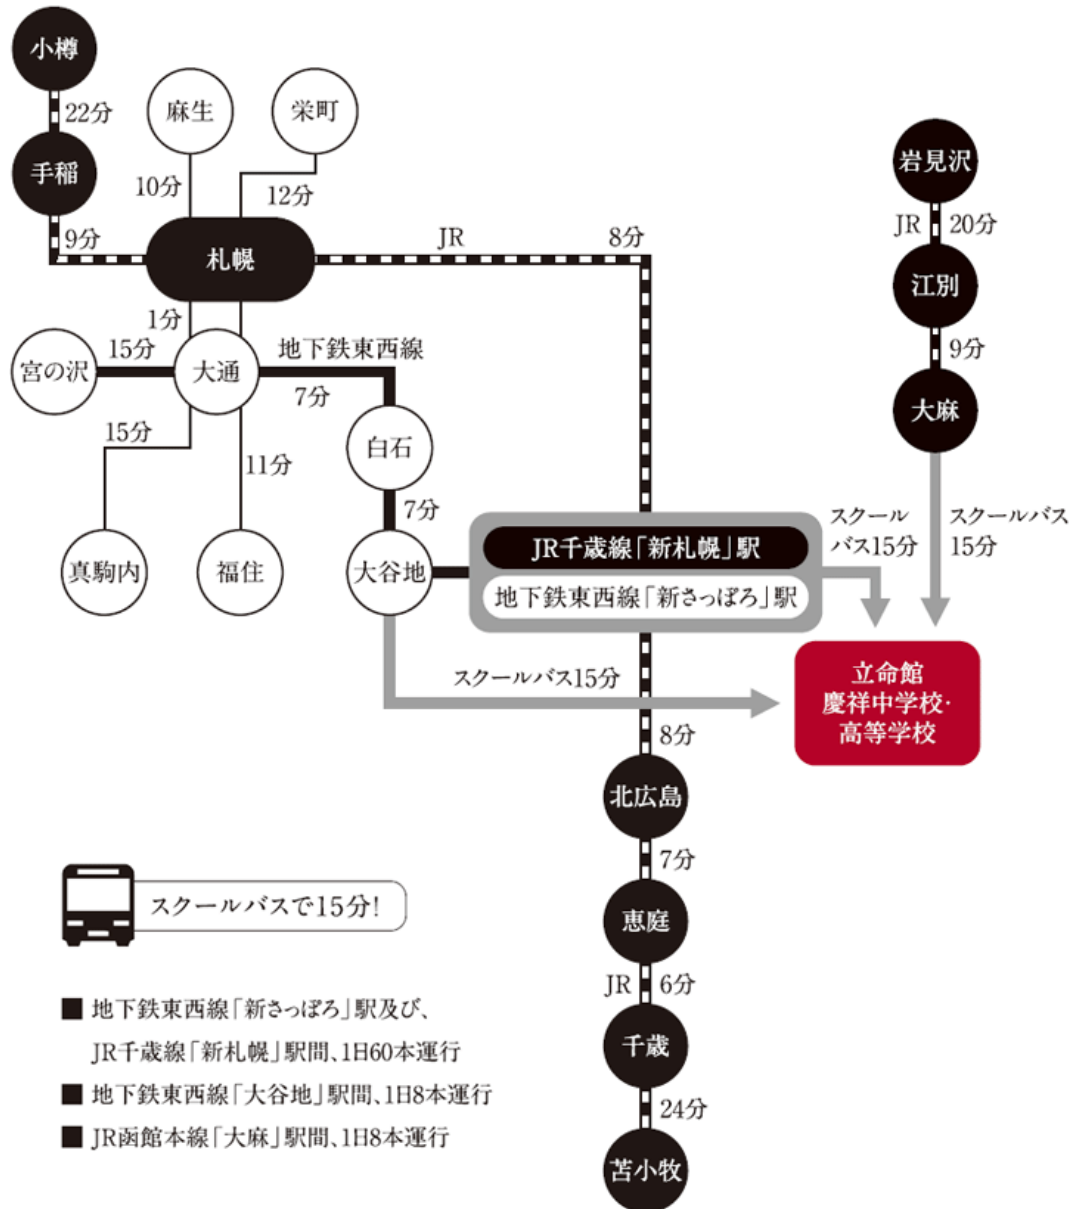 小樽
22分
麻生
栄町
手稲
10分
12分
岩見沢
JR
20分
9分
札幌
JR
8分
江別
1分
9分
宮の沢
15分
大通
地下鉄東西線
7分
大麻
15分
11分
白石
7分
真駒内
福住
大谷地
JR千歳線「新札幌」駅
地下鉄東西線「新さっぽろ」駅
スクール
バス15分
スクールバス
15分
スクールバス15分
立命館
慶祥中学校・
高等学校
8分
北広島
7分
恵庭
JR
6分
千歳
24分
苫小牧
スクールバスで15分!
■ 地下鉄東西線「新さっぽろ」駅及び、
JR千歳線「新札幌」駅間、1日60本運行
■ 地下鉄東西線「大谷地」駅間、1日8本運行
■ JR函館本線「大麻」駅間、1日8本運行